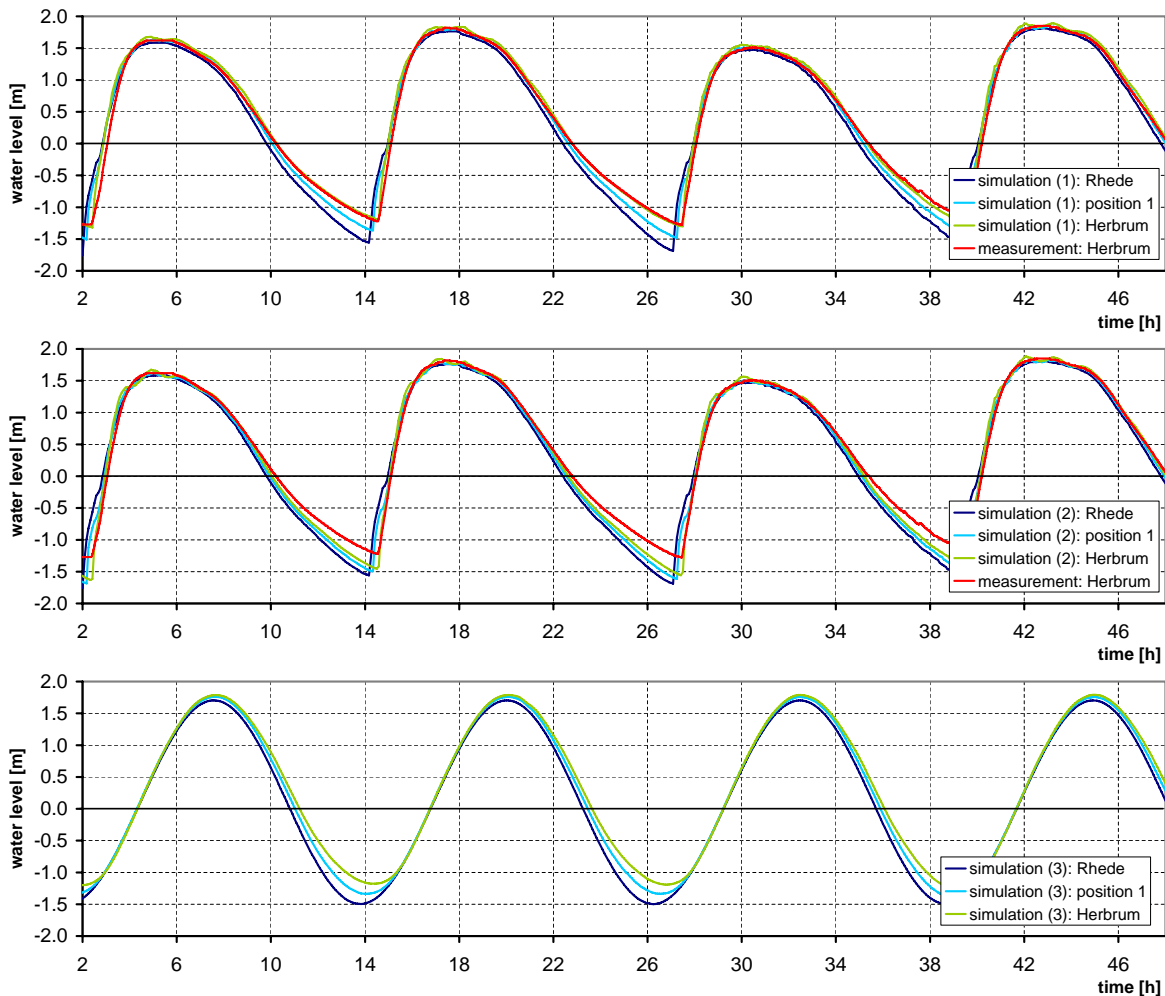 2.0
1.5
1.0
0.5
0.0
-0.5
-1.0
-1.5
-2.0
water level [m]
2 6 10 14 18 22 26 30 34 38 42 46
time [h]
simulation (1): Rhede
simulation (1): position 1
simulation (1): Herbrum
measurement: Herbrum
2.0
1.5
1.0
0.5
0.0
-0.5
-1.0
-1.5
-2.0
water level [m]
2 6 10 14 18 22 26 30 34 38 42 46
time [h]
simulation (2): Rhede
simulation (2): position 1
simulation (2): Herbrum
measurement: Herbrum
2.0
1.5
1.0
0.5
0.0
-0.5
-1.0
-1.5
-2.0
water level [m]
2 6 10 14 18 22 26 30 34 38 42 46
time [h]
simulation (3): Rhede
simulation (3): position 1
simulation (3): Herbrum